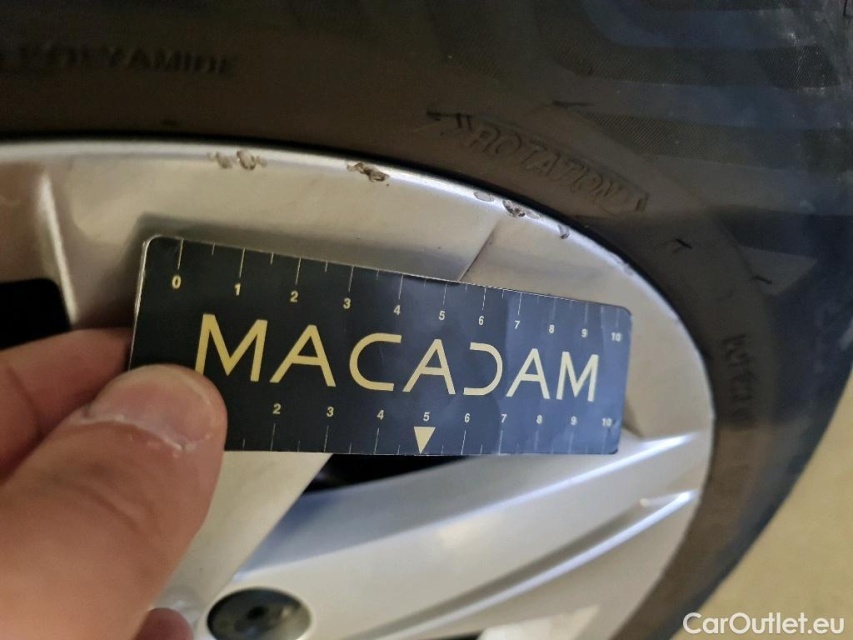 POLYAMIDE
ROTATION
0 1 2 3 4 5 6 7 8 9 10
MACADAM
2 3 4 5 6 7 8 9 10
CarOutlet.eu